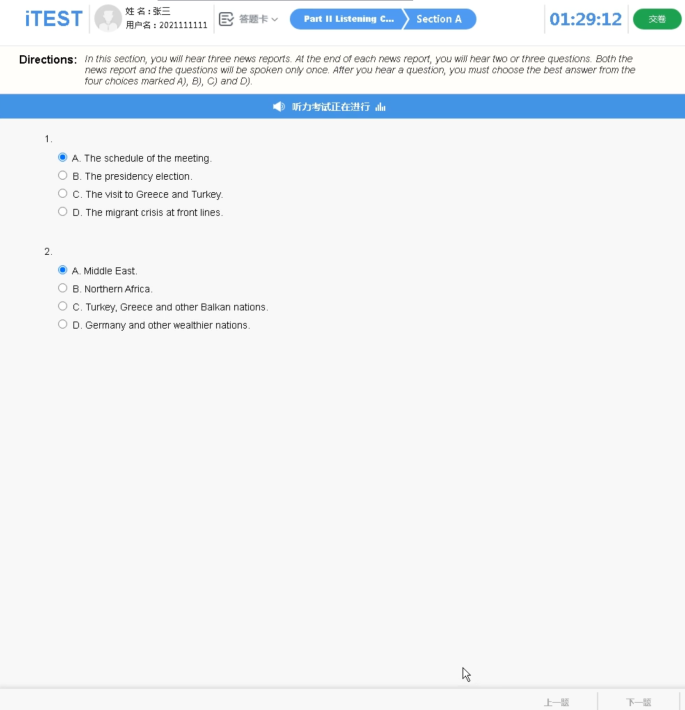 iTEST
姓 名：张三
用户名：2021111111
答题卡
Part II Listening C...
Section A
01:29:12
交卷
Directions: In this section, you will hear three news reports. At the end of each news report, you will hear two or three questions. Both the
news report and the questions will be spoken only once. After you hear a question, you must choose the best answer from the
four choices marked A), B), C) and D).
听力考试正在进行
1.
A. The schedule of the meeting.
B. The presidency election.
C. The visit to Greece and Turkey.
D. The migrant crisis at front lines.
2.
A. Middle East.
B. Northern Africa.
C. Turkey, Greece and other Balkan nations.
D. Germany and other wealthier nations.
上一题
下一题